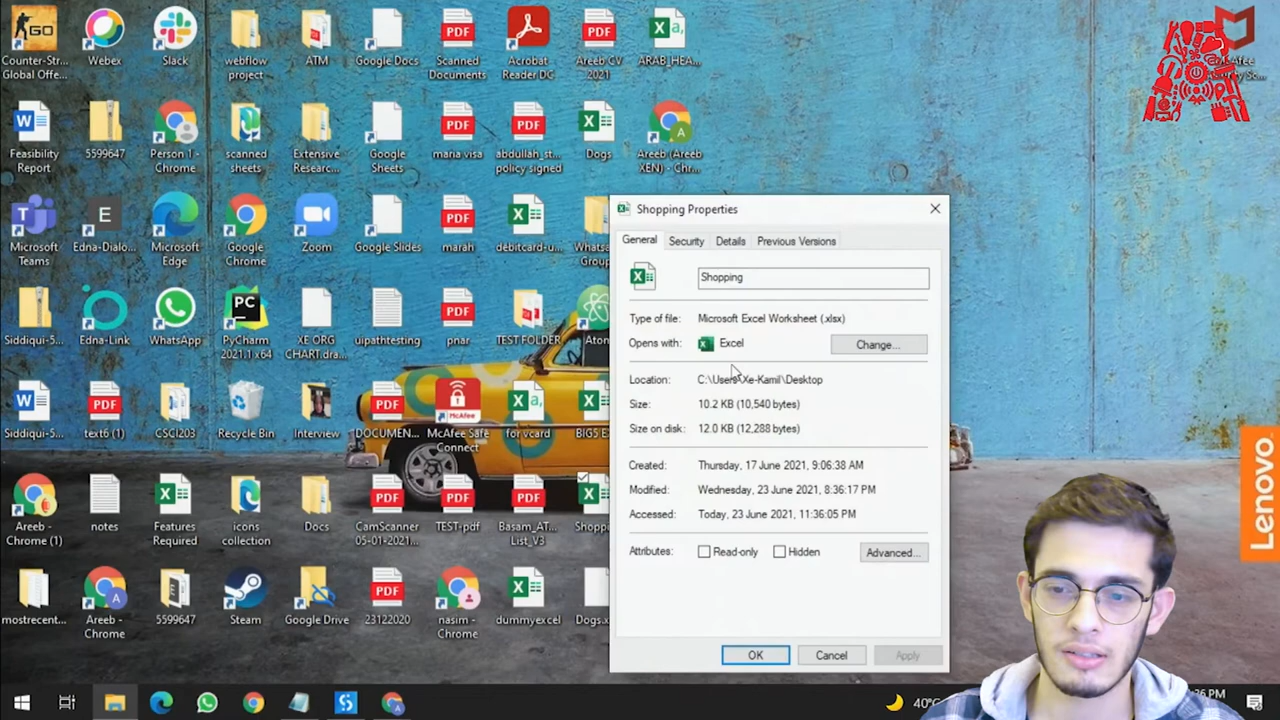 Counter-Str...
Global Offe...
Webex
Slack
webflow
project
ATM
Google Docs
PDF
Scanned
Documents
Acrobat
Reader DC
PDF
Areeb CV
2021
ARAB_HEA...
McAfee
Feasibility
Report
5599647
Person 1 -
Chrome
scanned
sheets
Extensive
Researc...
Google
Sheets
PDF
mana visa
PDF
abdullah_st...
policy signed
Dogs
Areeb (Areeb
XEN) - Chr...
Microsoft
Teams
Edna-Dialo...
Microsoft
Edge
Google
Chrome
Zoom
Google Slides
PDF
marah
debitcard-u...
Whatsa
Group
Siddiqui-5...
Edna-Link
WhatsApp
PyCharm
2021.1 x64
XE ORG
CHART.dra...
uipathtesting
PDF
pnar
TEST FOLDER
Aton
Siddiqui-5...
PDF
text6 (1)
CSCI203
Recycle Bin
Interview
PDF
DOCUMEN...
McAfee
McAfee Safe
Connect
for vcard
BIG5 E
Areeb -
Chrome (1)
notes
Features
Required
icons
collection
Docs
PDF
CamScanner
05-01-2021...
PDF
TEST-pdf
PDF
Basam_AT...
List_V3
Shopp
mostrecent...
Areeb -
Chrome
5599647
Steam
Google Drive
PDF
23122020
nasim -
Chrome
dummyexcel
Dogs.x
Shopping Properties
General Security Details Previous Versions
Shopping
Type of file: Microsoft Excel Worksheet (.xlsx)
Opens with: Excel Change...
Location: C:\Users\Xe-Kamil\Desktop
Size: 10.2 KB (10,540 bytes)
Size on disk: 12.0 KB (12,288 bytes)
Created: Thursday, 17 June 2021, 9:06:38 AM
Modified: Wednesday, 23 June 2021, 8:36:17 PM
Accessed: Today, 23 June 2021, 11:36:05 PM
Attributes: Read-only Hidden Advanced...
OK Cancel Apply
Lenovo
40°